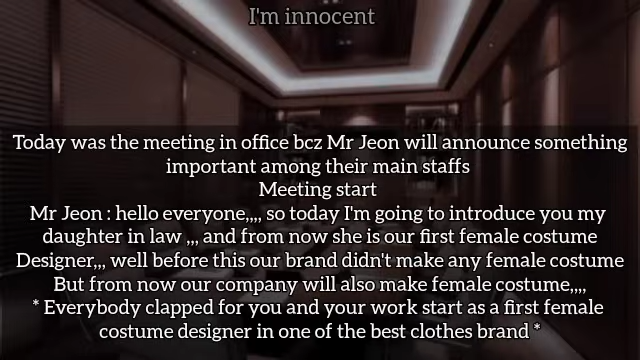 I'm innocent
Today was the meeting in office bcz Mr Jeon will announce something
important among their main staffs
Meeting start
Mr Jeon : hello everyone,,,, so today I'm going to introduce you my
daughter in law ,,, and from now she is our first female costume
Designer,,, well before this our brand didn't make any female costume
But from now our company will also make female costume,,,,
* Everybody clapped for you and your work start as a first female
costume designer in one of the best clothes brand *